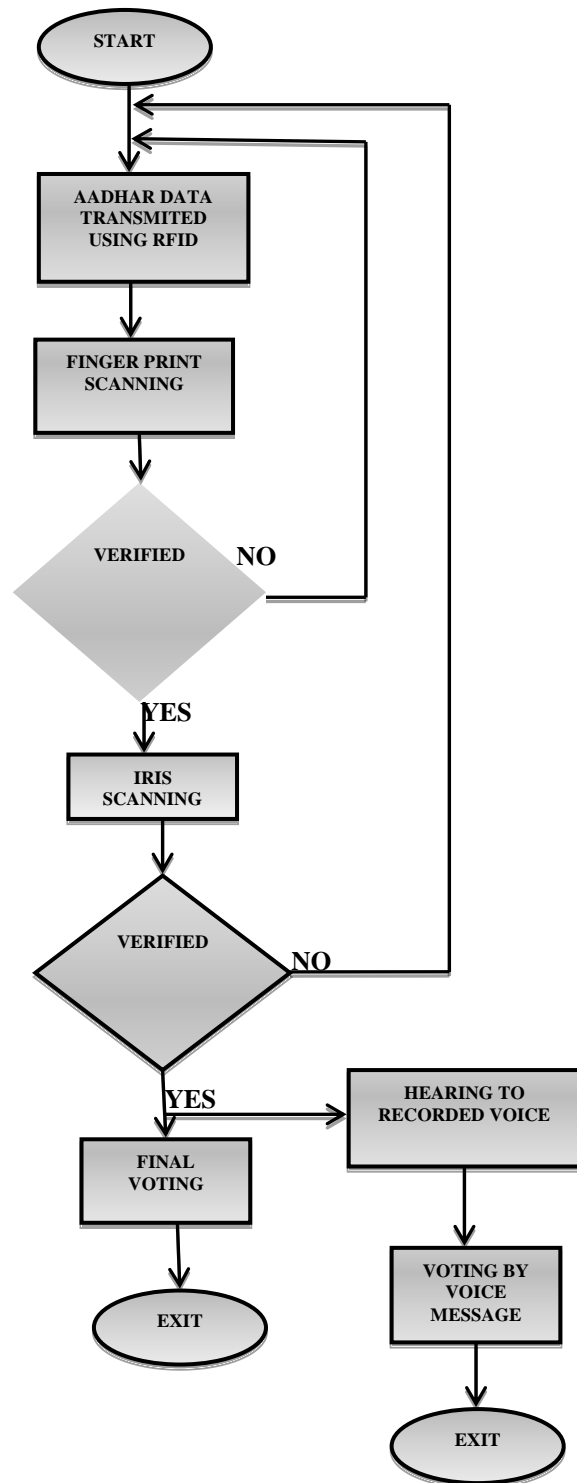 START
AADHAR DATA
TRANSMITED
USING RFID
FINGER PRINT
SCANNING
VERIFIED
NO
YES
IRIS
SCANNING
VERIFIED
NO
YES
HEARING TO
RECORDED VOICE
FINAL
VOTING
VOTING BY
VOICE
MESSAGE
EXIT
EXIT